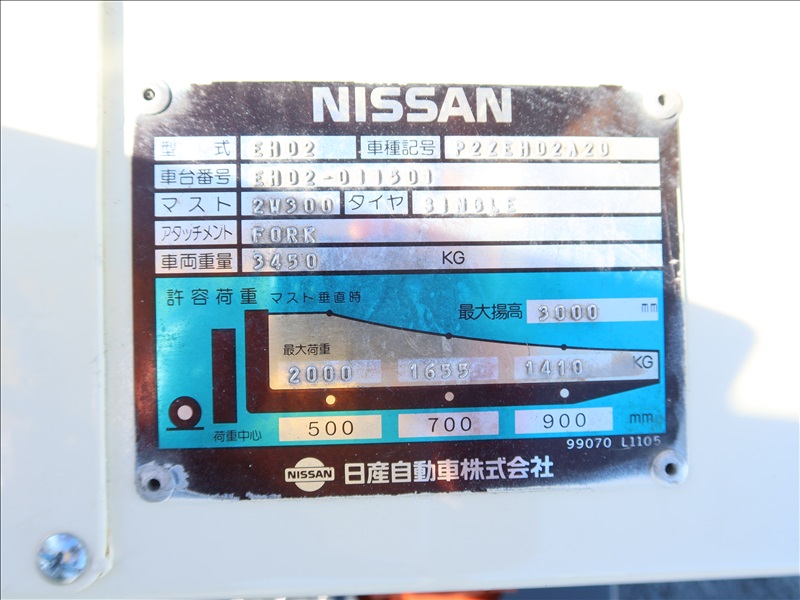 NISSAN
型式 EH02 車種記号 P2ZEH02A20
車台番号 EH02-011501
マスト 2W300 タイヤ SINGLE
アタッチメント FORK
車両重量 3450 KG
許容荷重 マスト垂直時 最大揚高 3000 mm
最大荷重
2000 1655 1410 KG
荷重中心 500 700 900 mm
99070 L1105
NISSAN 日産自動車株式会社